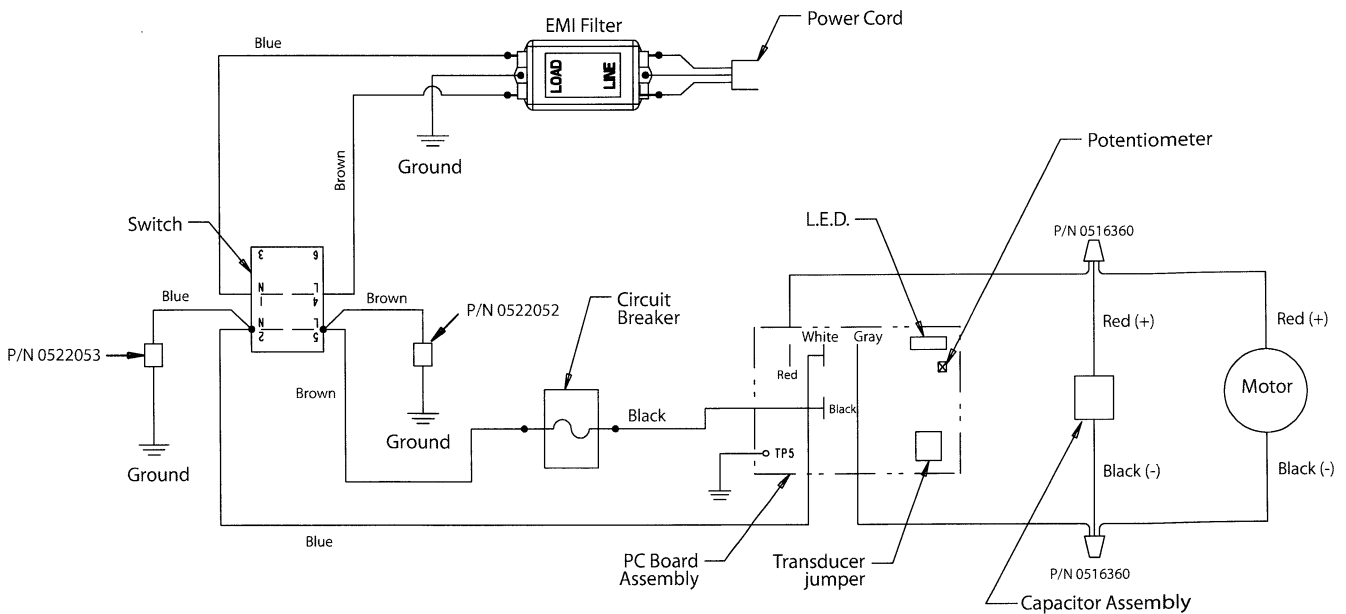 EMI Filter
Power Cord
Blue
LOAD
LINE
Ground
Brown
Potentiometer
Switch
L.E.D.
P/N 0516360
3
6
N
L
4
Blue
Brown
P/N 0522052
Circuit
Breaker
N
L
2
5
P/N 0522053
Red (+)
Red (+)
White
Gray
Red
Brown
Motor
Black
Black
Ground
TP5
Ground
Black (-)
Black (-)
Blue
PC Board
Assembly
Transducer
jumper
P/N 0516360
Capacitor Assembly